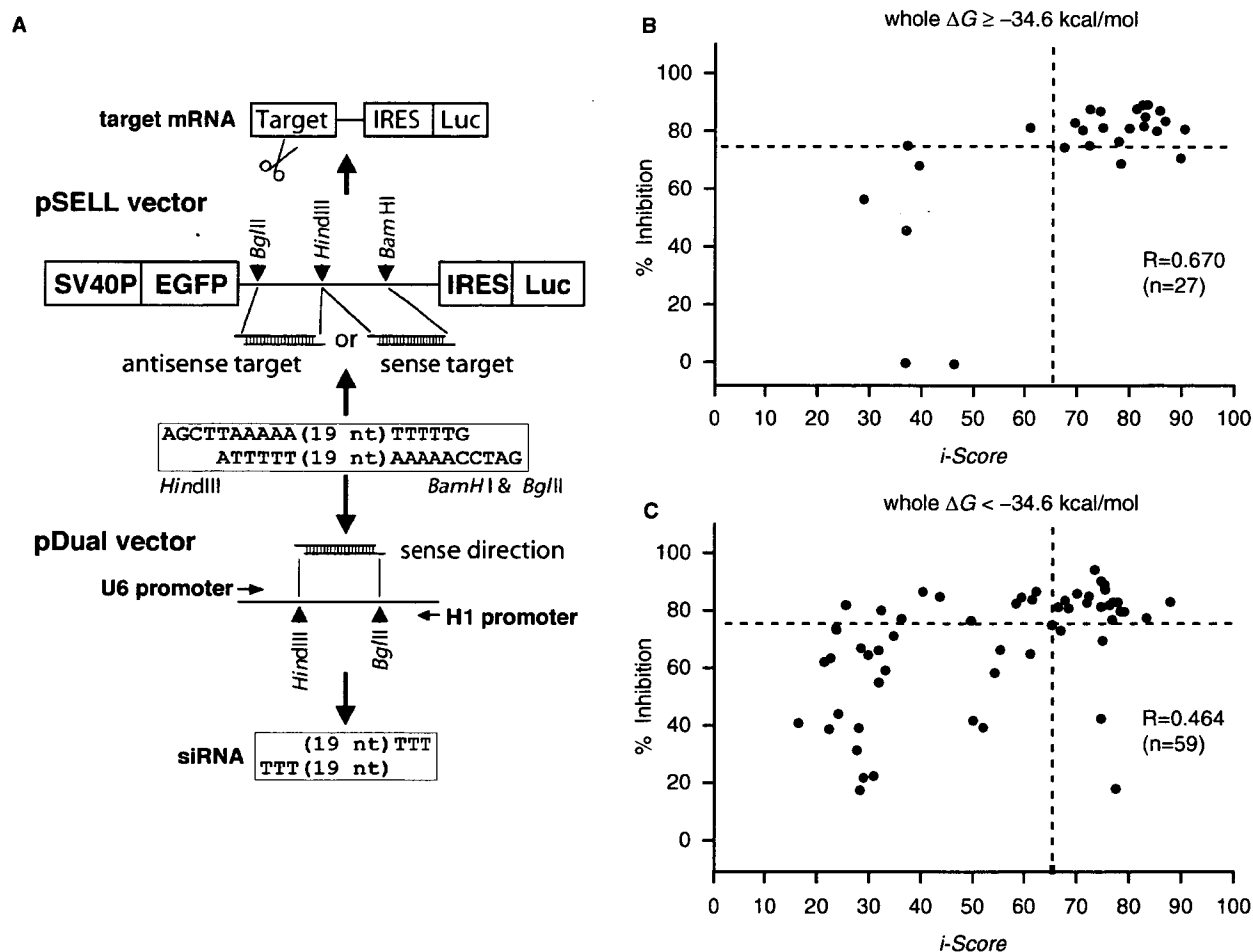 A
target mRNA
Target
IRES
Luc
pSELL vector
BglII
HindIII
Bam HI
SV40P
EGFP
IRES
Luc
antisense target
or
sense target
AGCTTAAAAA(19 nt)TTTTTG
ATTTTT(19 nt)AAAAACCTAG
HindIII
BamH I & BglII
pDual vector
sense direction
U6 promoter
H1 promoter
HindIII
BglII
siRNA
(19 nt)TTT
TTT(19 nt)
B
whole ΔG ≥ −34.6 kcal/mol
% Inhibition
100
80
60
40
20
0
R=0.670
(n=27)
0 10 20 30 40 50 60 70 80 90 100
i-Score
C
whole ΔG < −34.6 kcal/mol
% Inhibition
100
80
60
40
20
0
R=0.464
(n=59)
0 10 20 30 40 50 60 70 80 90 100
i-Score